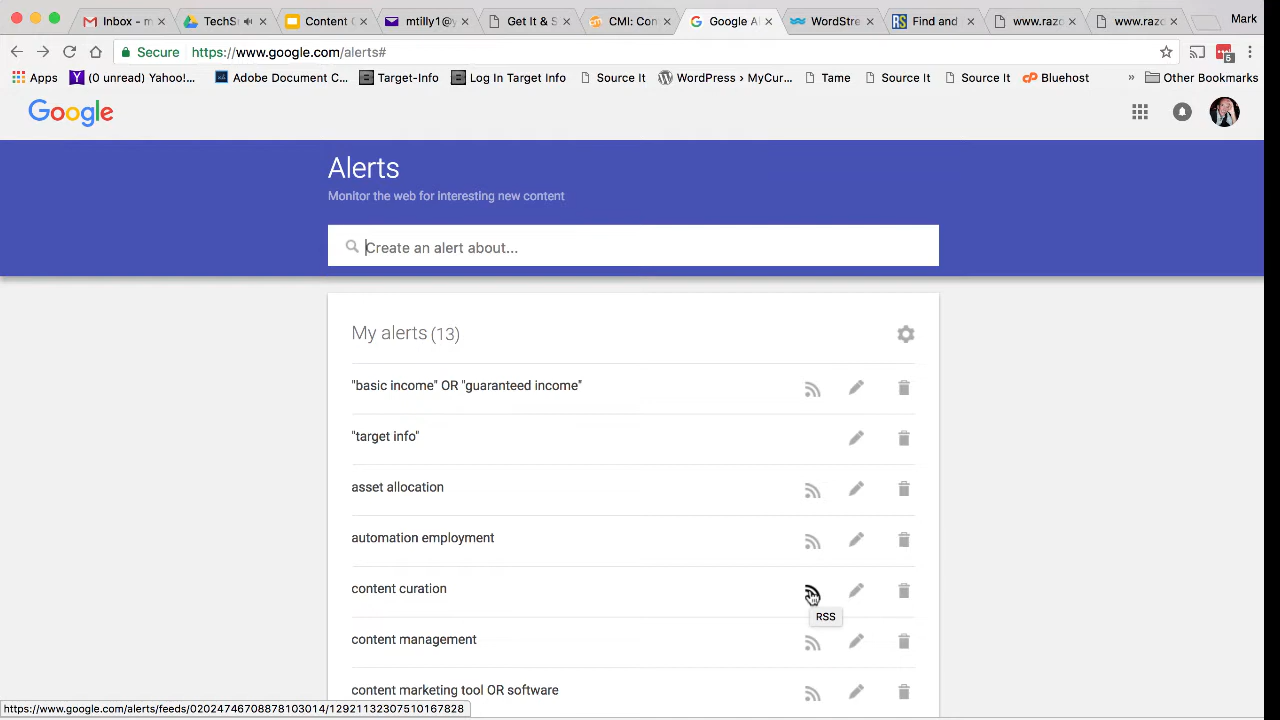 Inbox – m
TechS
Content (
mtilly1@y
Get It & S
CMI: Con
Google A
WordStre
Find and
www.razo
www.razo
Mark
Secure https://www.google.com/alerts#
Apps
(0 unread) Yahoo!...
Adobe Document C...
Target-Info
Log In Target Info
Source It
WordPress › MyCur...
Tame
Source It
Source It
Bluehost
»
Other Bookmarks
5
Google
Alerts
Monitor the web for interesting new content
Create an alert about...
My alerts (13)
"basic income" OR "guaranteed income"
"target info"
asset allocation
automation employment
content curation
RSS
content management
content marketing tool OR software
https://www.google.com/alerts/feeds/02024746708878103014/12921132307510167828